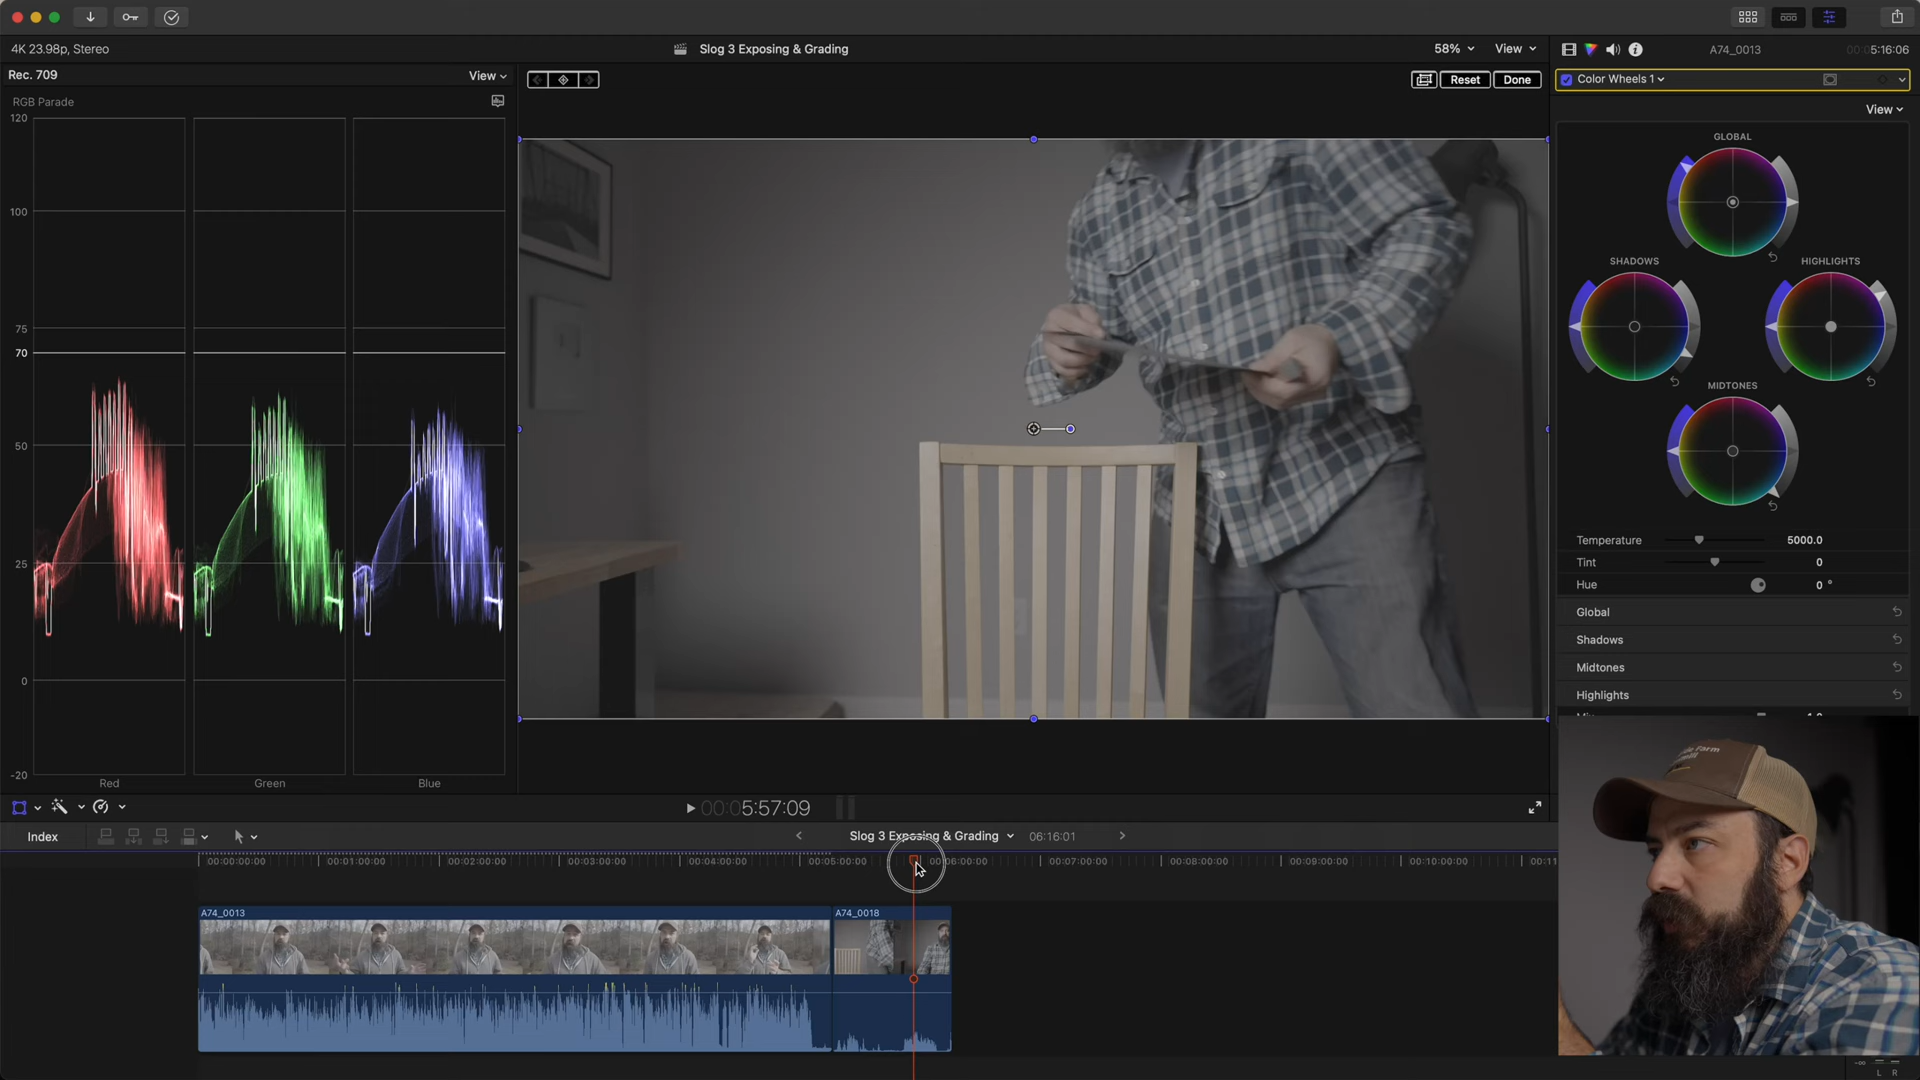 4K 23.98p, Stereo
Slog 3 Exposing & Grading
58%
View
A74_0013
00:05:16:06
Rec. 709
View
Reset
Done
Color Wheels 1
RGB Parade
View
120
100
75
70
50
25
0
-20
Red
Green
Blue
GLOBAL
SHADOWS
HIGHLIGHTS
MIDTONES
Temperature
5000.0
Tint
0
Hue
0 °
Global
Shadows
Midtones
Highlights
00:05:57:09
Index
Slog 3 Exposing & Grading
06:16:01
00:00:00:00
00:01:00:00
00:02:00:00
00:03:00:00
00:04:00:00
00:05:00:00
00:06:00:00
00:07:00:00
00:08:00:00
00:09:00:00
00:10:00:00
00:11
A74_0013
A74_0018
Farm
L R